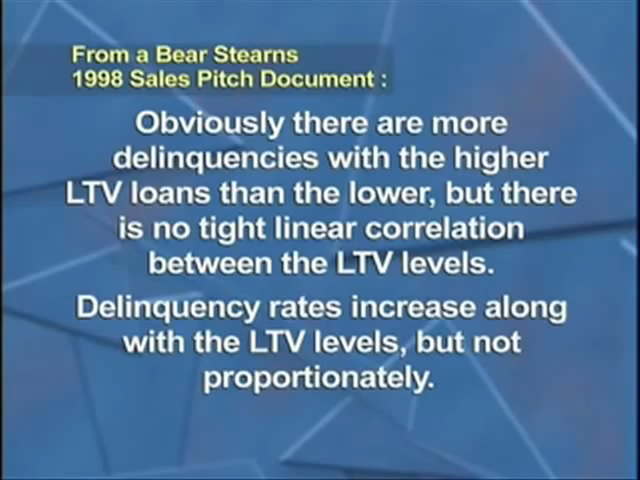 From a Bear Stearns
1998 Sales Pitch Document :
Obviously there are more
delinquencies with the higher
LTV loans than the lower, but there
is no tight linear correlation
between the LTV levels.
Delinquency rates increase along
with the LTV levels, but not
proportionately.